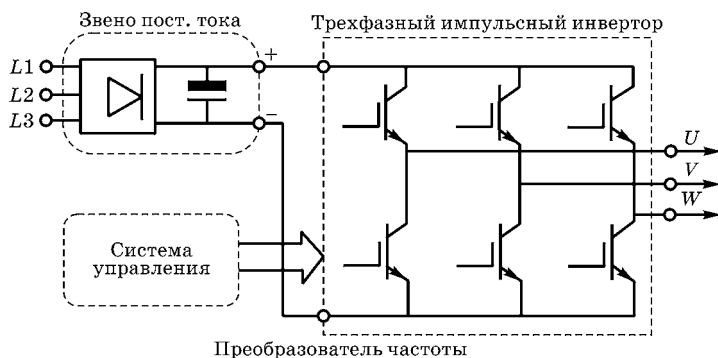 Звено пост. тока
Трехфазный импульсный инвертор
L1
L2
L3
+
−
U
V
W
Система
управления
Преобразователь частоты